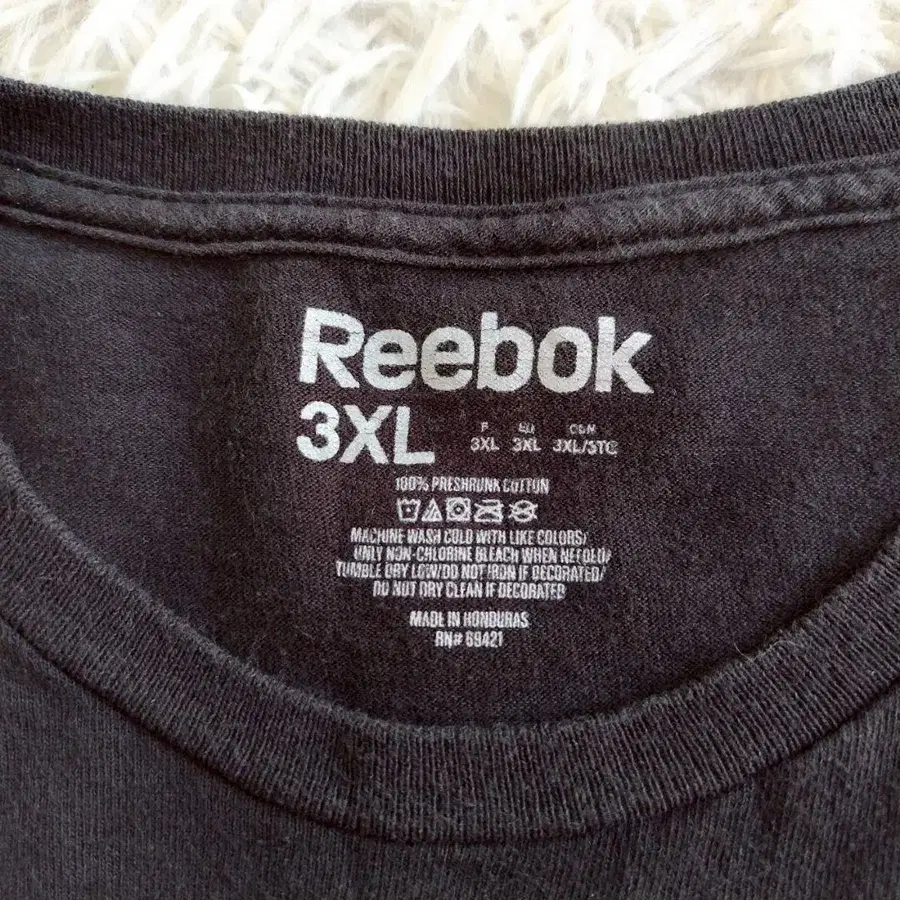 Reebok
3XL
F EU CDN
3XL 3XL 3XL/3TG
100% PRESHRUNK COTTON
MACHINE WASH COLD WITH LIKE COLORS/
ONLY NON-CHLORINE BLEACH WHEN NEEDED/
TUMBLE DRY LOW/DO NOT IRON IF DECORATED/
DO NOT DRY CLEAN IF DECORATED
MADE IN HONDURAS
RN# 69421